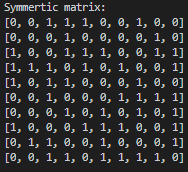 Symmertic matrix:
[0, 0, 1, 1, 1, 0, 0, 1, 0, 0]
[0, 0, 0, 1, 0, 0, 0, 0, 1, 0]
[1, 0, 0, 1, 1, 0, 0, 0, 1, 1]
[1, 1, 1, 0, 1, 0, 1, 0, 0, 1]
[1, 0, 1, 1, 0, 0, 0, 1, 0, 0]
[0, 0, 0, 0, 0, 0, 1, 1, 1, 1]
[0, 0, 0, 1, 0, 1, 0, 1, 0, 1]
[1, 0, 0, 0, 1, 1, 1, 0, 0, 1]
[0, 1, 1, 0, 0, 1, 0, 0, 0, 1]
[0, 0, 1, 1, 0, 1, 1, 1, 1, 0]